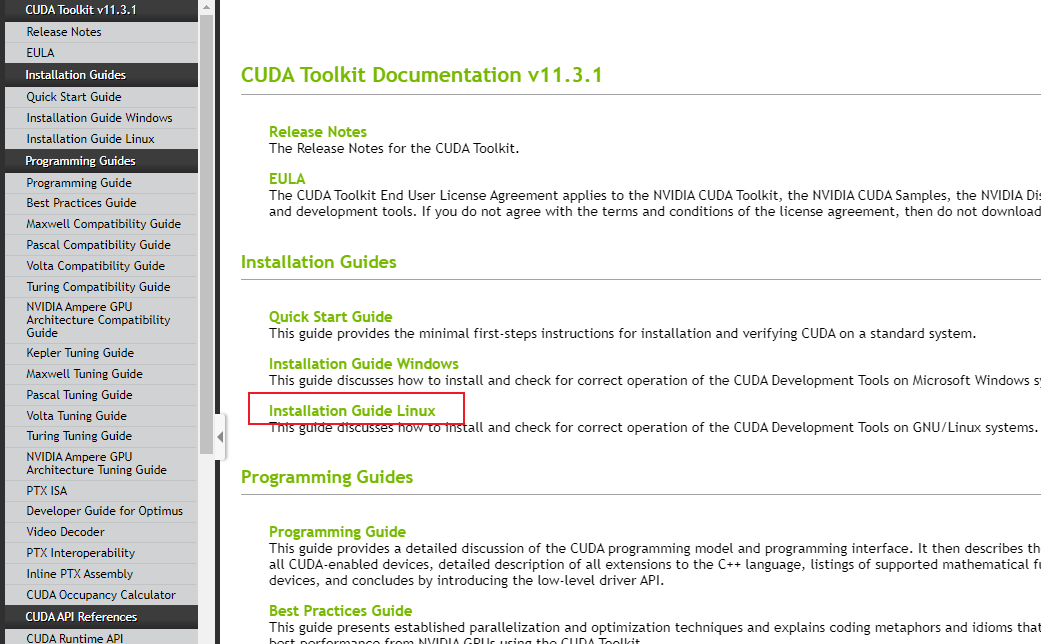 CUDA Toolkit v11.3.1
Release Notes
EULA
Installation Guides
Quick Start Guide
Installation Guide Windows
Installation Guide Linux
Programming Guides
Programming Guide
Best Practices Guide
Maxwell Compatibility Guide
Pascal Compatibility Guide
Volta Compatibility Guide
Turing Compatibility Guide
NVIDIA Ampere GPU
Architecture Compatibility
Guide
Kepler Tuning Guide
Maxwell Tuning Guide
Pascal Tuning Guide
Volta Tuning Guide
Turing Tuning Guide
NVIDIA Ampere GPU
Architecture Tuning Guide
PTX ISA
Developer Guide for Optimus
Video Decoder
PTX Interoperability
Inline PTX Assembly
CUDA Occupancy Calculator
CUDA API References
CUDA Runtime API
CUDA Toolkit Documentation v11.3.1
Release Notes
The Release Notes for the CUDA Toolkit.
EULA
The CUDA Toolkit End User License Agreement applies to the NVIDIA CUDA Toolkit, the NVIDIA CUDA Samples, the NVIDIA Di
and development tools. If you do not agree with the terms and conditions of the license agreement, then do not download
Installation Guides
Quick Start Guide
This guide provides the minimal first-steps instructions for installation and verifying CUDA on a standard system.
Installation Guide Windows
This guide discusses how to install and check for correct operation of the CUDA Development Tools on Microsoft Windows
Installation Guide Linux
This guide discusses how to install and check for correct operation of the CUDA Development Tools on GNU/Linux systems.
Programming Guides
Programming Guide
This guide provides a detailed discussion of the CUDA programming model and programming interface. It then describes th
all CUDA-enabled devices, detailed description of all extensions to the C++ language, listings of supported mathematical
devices, and concludes by introducing the low-level driver API.
Best Practices Guide
This guide presents established parallelization and optimization techniques and explains coding metaphors and idioms that
best performance from NVIDIA GPUs using the CUDA Toolkit.